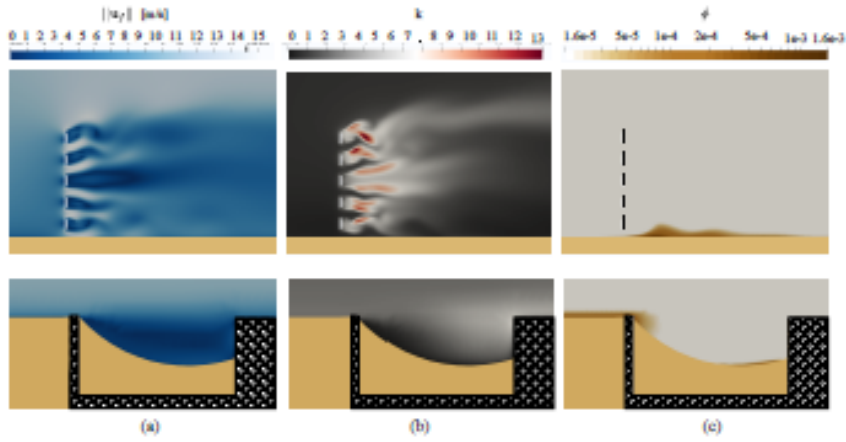 ||u_f|| [m/s]
k
ϕ
0 1 2 3 4 5 6 7 8 9 10 11 12 13 14 15
0 1 2 3 4 5 6 7 8 9 10 11 12 13
1.6e-5 5e-5 1e-4 2e-4 5e-4 1e-3 1.6e-3
(a)
(b)
(c)